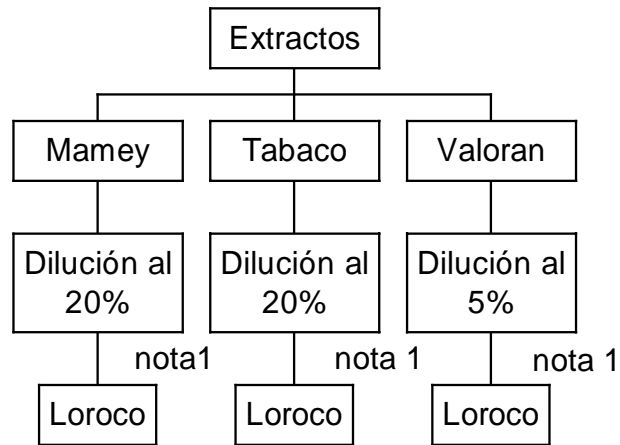 Extractos
Mamey Tabaco Valoran
Dilución al Dilución al Dilución al
20% 20% 5%
nota1 nota 1 nota 1
Loroco Loroco Loroco